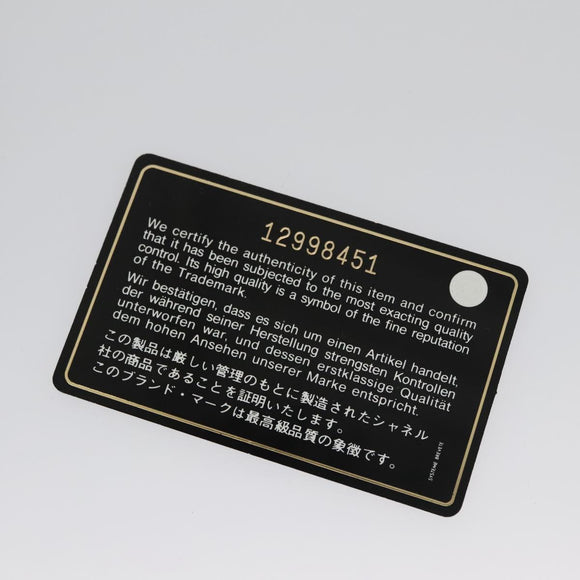 12998451
We certify the authenticity of this item and confirm
that it has been subjected to the most exacting quality
control. Its high quality is a symbol of the fine reputation
of the Trademark.
Wir bestätigen, dass es sich um einen Artikel handelt,
der während seiner Herstellung strengsten Kontrollen
unterworfen war, und dessen erstklassige Qualität
dem hohen Ansehen unserer Marke entspricht.
この製品は厳しい管理のもとに製造されたシャネル
社の商品であることを証明いたします。
このブランド・マークは最高級品質の象徴です。
SYSTEME BREVETE